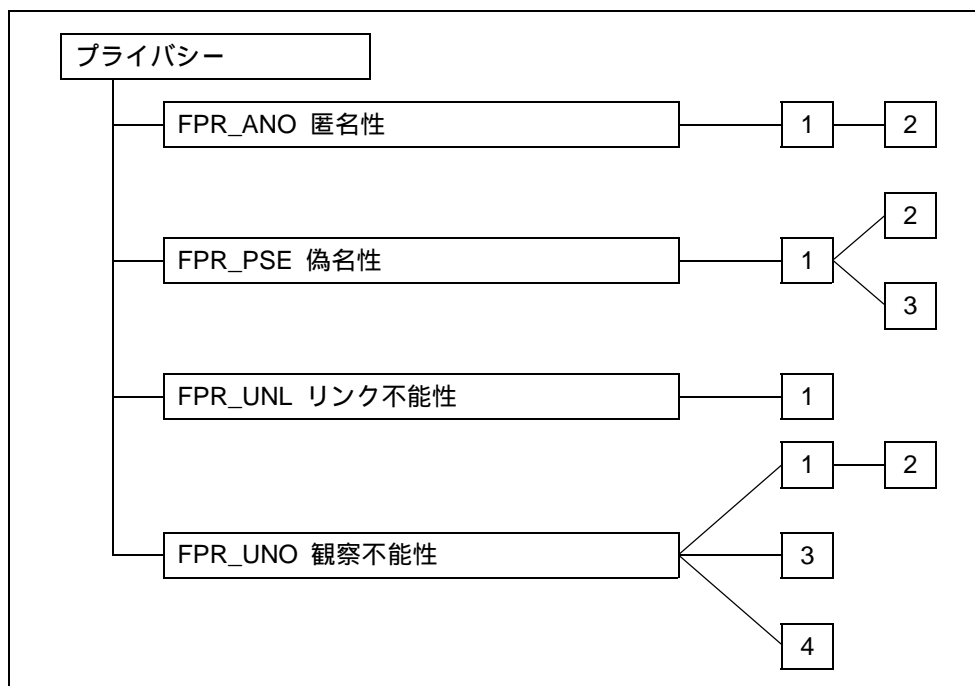 プライバシー
FPR_ANO 匿名性 1 2
2
FPR_PSE 偽名性 1
3
FPR_UNL リンク不能性 1
1 2
FPR_UNO 観察不能性 3
4